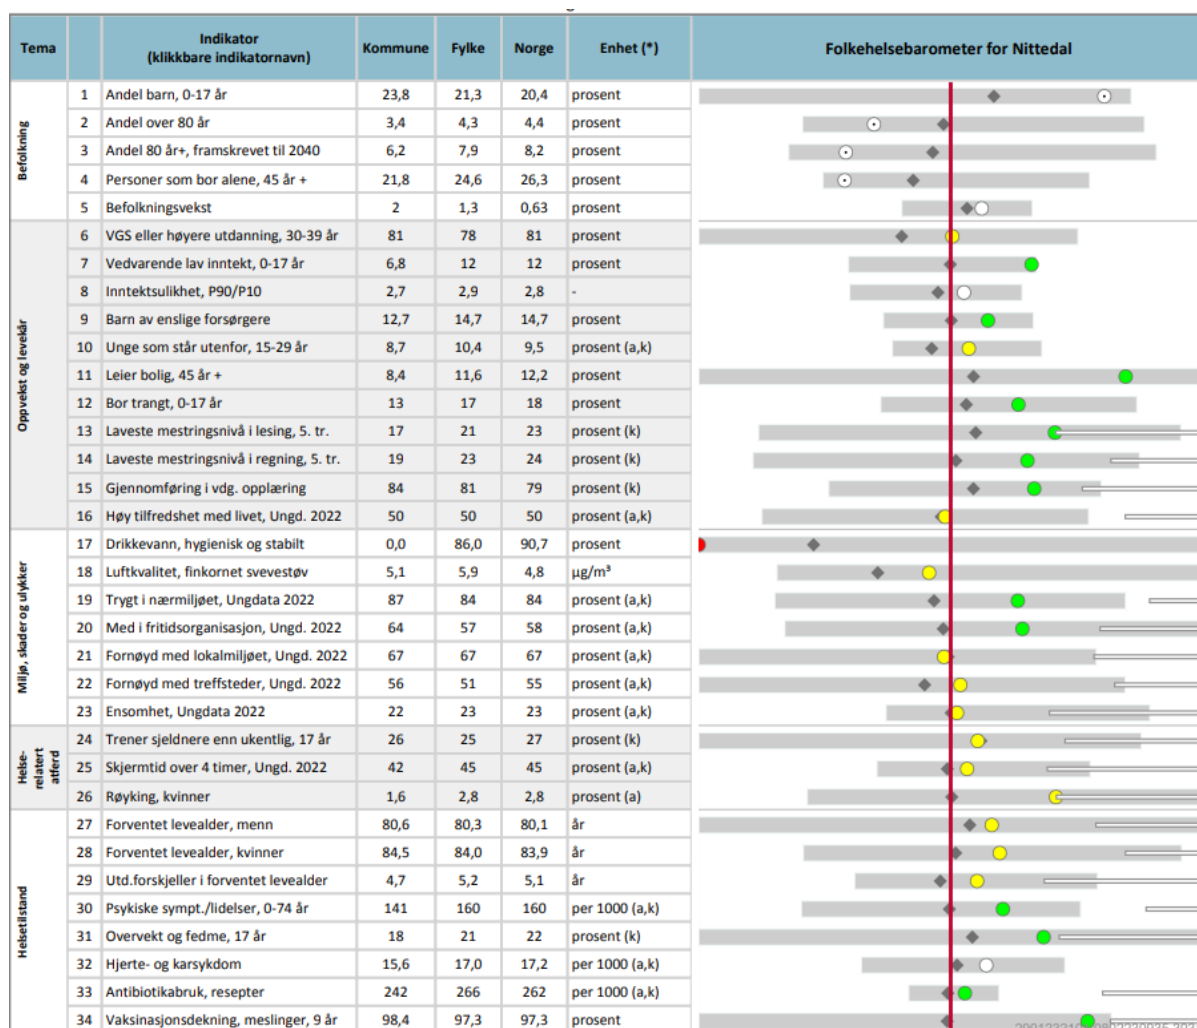 Tema Indikator Kommune Fylke Norge Enhet (*) Folkehelsebarometer for Nittedal
(klikkbare indikatornavn)
Befolkning
1 Andel barn, 0-17 år 23,8 21,3 20,4 prosent
2 Andel over 80 år 3,4 4,3 4,4 prosent
3 Andel 80 år+, framskrevet til 2040 6,2 7,9 8,2 prosent
4 Personer som bor alene, 45 år + 21,8 24,6 26,3 prosent
5 Befolkningsvekst 2 1,3 0,63 prosent
Oppvekst og levekår
6 VGS eller høyere utdanning, 30-39 år 81 78 81 prosent
7 Vedvarende lav inntekt, 0-17 år 6,8 12 12 prosent
8 Inntektsulikhet, P90/P10 2,7 2,9 2,8 -
9 Barn av enslige forsørgere 12,7 14,7 14,7 prosent
10 Unge som står utenfor, 15-29 år 8,7 10,4 9,5 prosent (a,k)
11 Leier bolig, 45 år + 8,4 11,6 12,2 prosent
12 Bor trangt, 0-17 år 13 17 18 prosent
13 Laveste mestringsnivå i lesing, 5. tr. 17 21 23 prosent (k)
14 Laveste mestringsnivå i regning, 5. tr. 19 23 24 prosent (k)
15 Gjennomføring i vdg. opplæring 84 81 79 prosent (k)
16 Høy tilfredshet med livet, Ungd. 2022 50 50 50 prosent (a,k)
Miljø, skader og ulykker
17 Drikkevann, hygienisk og stabilt 0,0 86,0 90,7 prosent
18 Luftkvalitet, finkornet svevestøv 5,1 5,9 4,8 µg/m³
19 Trygt i nærmiljøet, Ungdata 2022 87 84 84 prosent (a,k)
20 Med i fritidsorganisasjon, Ungd. 2022 64 57 58 prosent (a,k)
21 Fornøyd med lokalmiljøet, Ungd. 2022 67 67 67 prosent (a,k)
22 Fornøyd med treffsteder, Ungd. 2022 56 51 55 prosent (a,k)
23 Ensomhet, Ungdata 2022 22 23 23 prosent (a,k)
Helse-
relatert
atferd
24 Trener sjeldnere enn ukentlig, 17 år 26 25 27 prosent (k)
25 Skjermtid over 4 timer, Ungd. 2022 42 45 45 prosent (a,k)
26 Røyking, kvinner 1,6 2,8 2,8 prosent (a)
Helsetilstand
27 Forventet levealder, menn 80,6 80,3 80,1 år
28 Forventet levealder, kvinner 84,5 84,0 83,9 år
29 Utd.forskjeller i forventet levealder 4,7 5,2 5,1 år
30 Psykiske sympt./lidelser, 0-74 år 141 160 160 per 1000 (a,k)
31 Overvekt og fedme, 17 år 18 21 22 prosent (k)
32 Hjerte- og karsykdom 15,6 17,0 17,2 per 1000 (a,k)
33 Antibiotikabruk, resepter 242 266 262 per 1000 (a,k)
34 Vaksinasjonsdekning, meslinger, 9 år 98,4 97,3 97,3 prosent